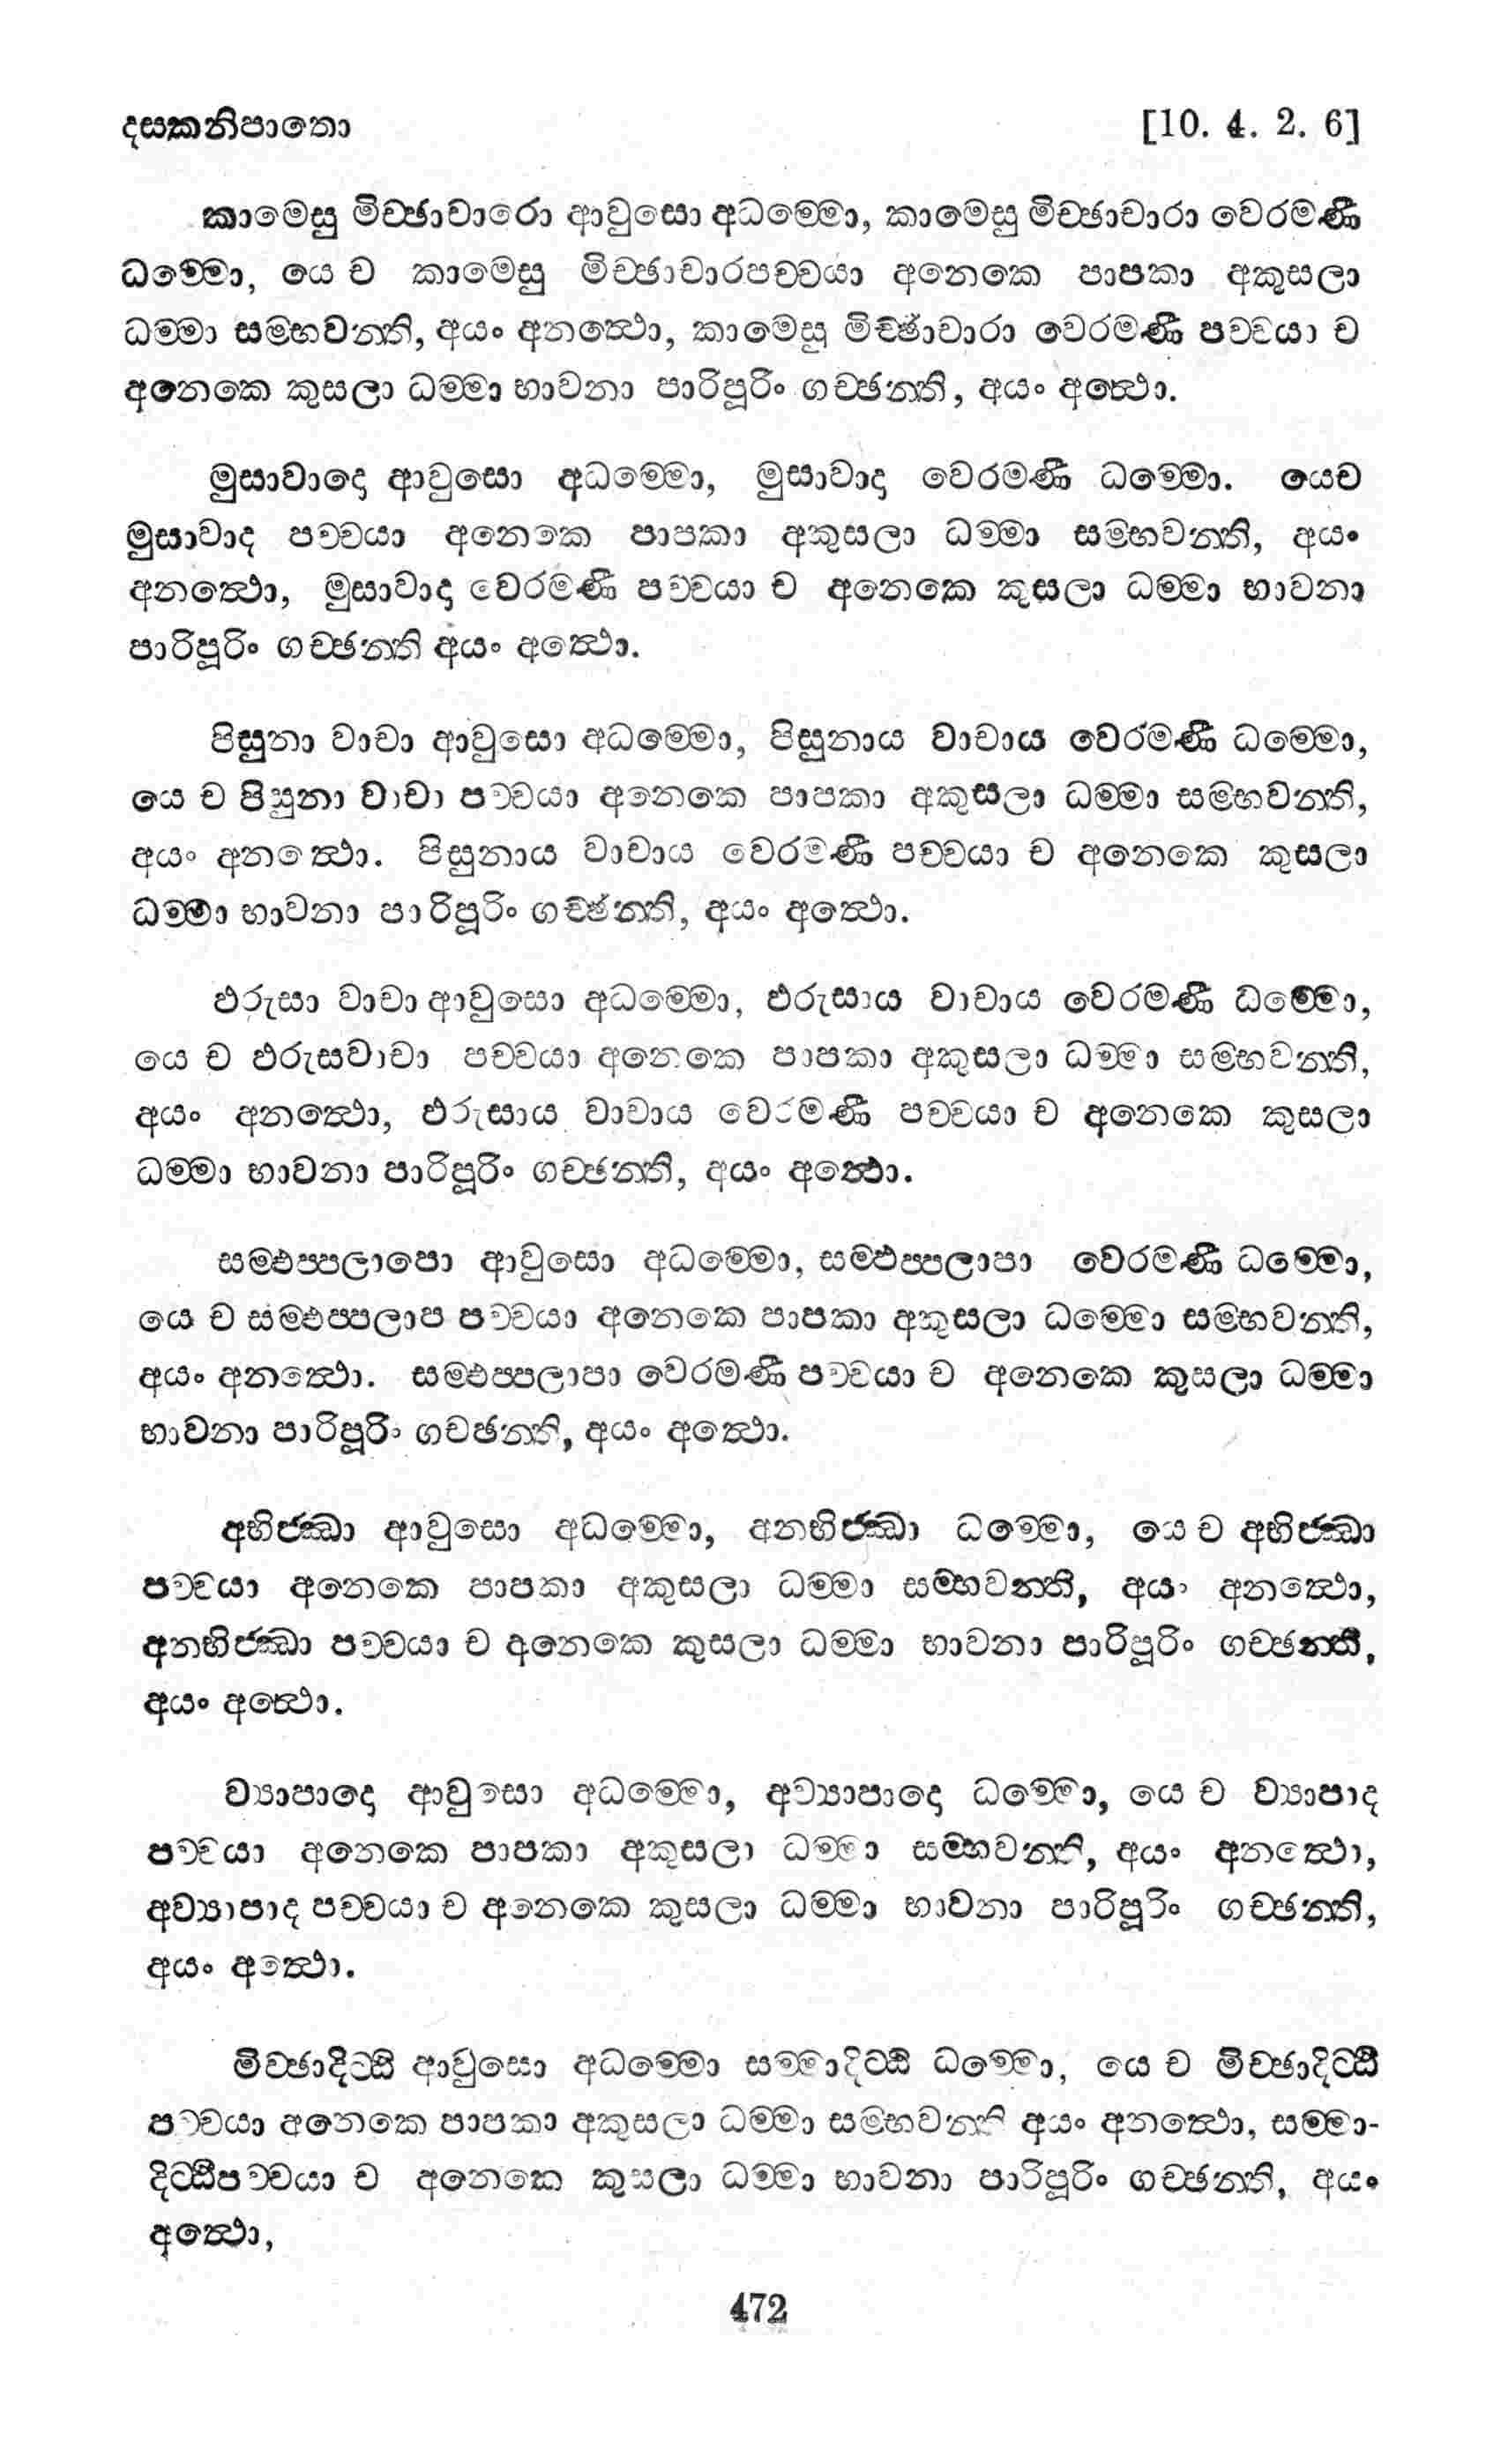 දසකනිපාතො [10. 4. 2. 6]
කාමෙසු මිච්ඡාචාරො ආවුසො අධම්මො, කාමෙසු මිච්ඡාචාරා වෙරමණී
ධම්මො, යෙ ච කාමෙසු මිච්ඡාචාරපච්චයා අනෙකෙ පාපකා අකුසලා
ධම්මා සම්භවන්ති, අයං අනත්ථො, කාමෙසු මිච්ඡාචාරා වෙරමණී පච්චයා ච
අනෙකෙ කුසලා ධම්මා භාවනා පාරිපූරිං ගච්ඡන්ති, අයං අත්ථො.
මුසාවාදො ආවුසො අධම්මො, මුසාවාදා වෙරමණී ධම්මො. යෙච
මුසාවාද පච්චයා අනෙකෙ පාපකා අකුසලා ධම්මා සම්භවන්ති, අයං
අනත්ථො, මුසාවාදා වෙරමණී පච්චයා ච අනෙකෙ කුසලා ධම්මා භාවනා
පාරිපූරිං ගච්ඡන්ති අයං අත්ථො.
පිසුනා වාචා ආවුසො අධම්මො, පිසුනාය වාචාය වෙරමණී ධම්මො,
යෙ ච පිසුනා වාචා පච්චයා අනෙකෙ පාපකා අකුසලා ධම්මා සම්භවන්ති,
අයං අනත්ථො. පිසුනාය වාචාය වෙරමණී පච්චයා ච අනෙකෙ කුසලා
ධම්මා භාවනා පාරිපූරිං ගච්ඡන්ති, අයං අත්ථො.
ඵරුසා වාචා ආවුසො අධම්මො, ඵරුසාය වාචාය වෙරමණී ධම්මො,
යෙ ච ඵරුසවාචා පච්චයා අනෙකෙ පාපකා අකුසලා ධම්මා සම්භවන්ති,
අයං අනත්ථො, ඵරුසාය වාචාය වෙරමණී පච්චයා ච අනෙකෙ කුසලා
ධම්මා භාවනා පාරිපූරිං ගච්ඡන්ති, අයං අත්ථො.
සම්ඵප්පලාපො ආවුසො අධම්මො, සම්ඵප්පලාපා වෙරමණී ධම්මො,
යෙ ච සම්ඵප්පලාප පච්චයා අනෙකෙ පාපකා අකුසලා ධම්මො සම්භවන්ති,
අයං අනත්ථො. සම්ඵප්පලාපා වෙරමණී පච්චයා ච අනෙකෙ කුසලා ධම්මා
භාවනා පාරිපූරිං ගච්ඡන්ති, අයං අත්ථො.
අභිජ්ඣා ආවුසො අධම්මො, අනභිජ්ඣා ධම්මො, යෙ ච අභිජ්ඣා
පච්චයා අනෙකෙ පාපකා අකුසලා ධම්මා සම්භවන්ති, අයං අනත්ථො,
අනභිජ්ඣා පච්චයා ච අනෙකෙ කුසලා ධම්මා භාවනා පාරිපූරිං ගච්ඡන්ති,
අයං අත්ථො.
ව්‍යාපාදො ආවුසො අධම්මො, අව්‍යාපාදො ධම්මො, යෙ ච ව්‍යාපාද
පච්චයා අනෙකෙ පාපකා අකුසලා ධම්මා සම්භවන්ති, අයං අනත්ථො,
අව්‍යාපාද පච්චයා ච අනෙකෙ කුසලා ධම්මා භාවනා පාරිපූරිං ගච්ඡන්ති,
අයං අත්ථො.
මිච්ඡාදිට්ඨි ආවුසො අධම්මො සම්මාදිට්ඨි ධම්මො, යෙ ච මිච්ඡාදිට්ඨි
පච්චයා අනෙකෙ පාපකා අකුසලා ධම්මා සම්භවන්ති අයං අනත්ථො, සම්මා-
දිට්ඨිපච්චයා ච අනෙකෙ කුසලා ධම්මා භාවනා පාරිපූරිං ගච්ඡන්ති, අයං
අත්ථො,
472